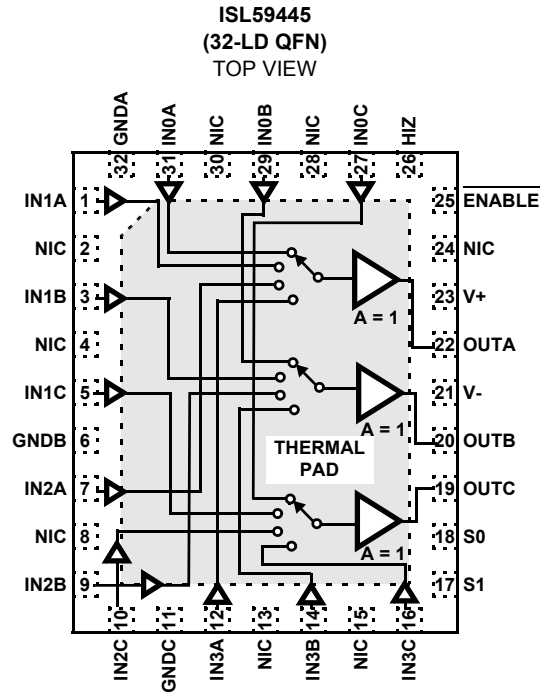 ISL59445
(32-LD QFN)
TOP VIEW
32 GNDA
31 IN0A
30 NIC
29 IN0B
28 NIC
27 IN0C
26 HIZ
IN1A 1
NIC 2
IN1B 3
NIC 4
IN1C 5
GNDB 6
IN2A 7
NIC 8
IN2B 9
25 ENABLE
24 NIC
23 V+
22 OUTA
21 V-
20 OUTB
19 OUTC
18 S0
17 S1
A = 1
A = 1
THERMAL
PAD
A = 1
IN2C 10
GNDC 11
IN3A 12
NIC 13
IN3B 14
NIC 15
IN3C 16